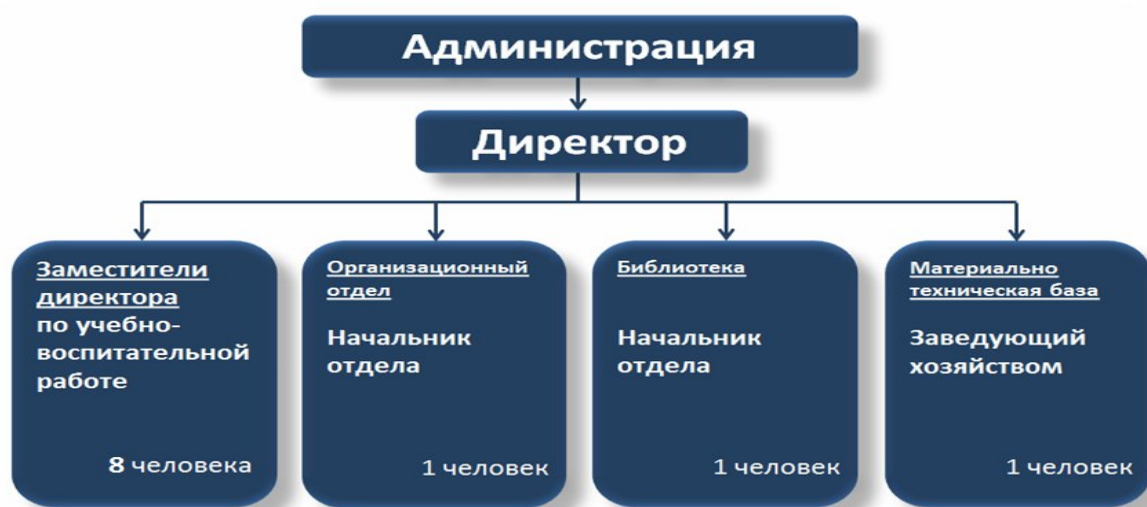 Администрация
Директор
Заместители
директора
по учебно-
воспитательной
работе
8 человека
Организационный
отдел
Начальник
отдела
1 человек
Библиотека
Начальник
отдела
1 человек
Материально
техническая база
Заведующий
хозяйством
1 человек